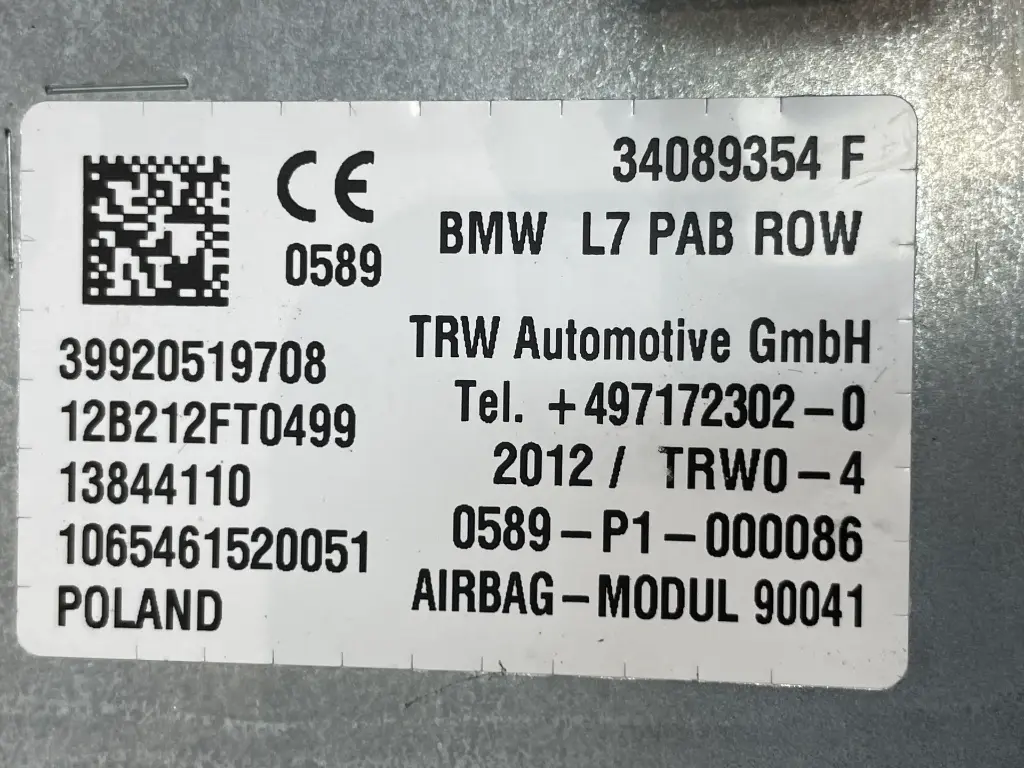 CE
0589
34089354 F
BMW L7 PAB ROW
TRW Automotive GmbH
Tel. +497172302-0
2012 / TRW0-4
0589-P1-000086
AIRBAG-MODUL 90041
39920519708
12B212FT0499
13844110
1065461520051
POLAND